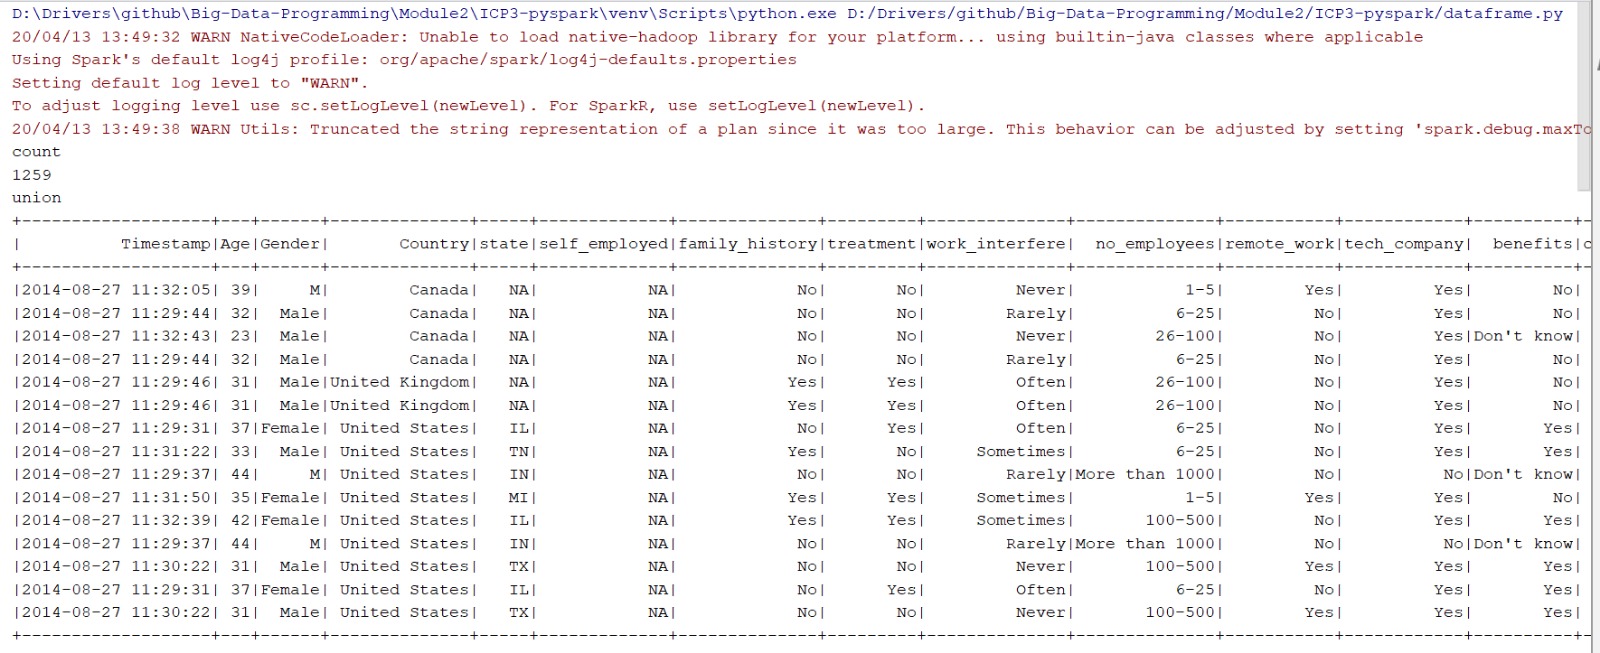 D:\Drivers\github\Big-Data-Programming\Module2\ICP3-pyspark\venv\Scripts\python.exe D:/Drivers/github/Big-Data-Programming/Module2/ICP3-pyspark/dataframe.py
20/04/13 13:49:32 WARN NativeCodeLoader: Unable to load native-hadoop library for your platform... using builtin-java classes where applicable
Using Spark's default log4j profile: org/apache/spark/log4j-defaults.properties
Setting default log level to "WARN".
To adjust logging level use sc.setLogLevel(newLevel). For SparkR, use setLogLevel(newLevel).
20/04/13 13:49:38 WARN Utils: Truncated the string representation of a plan since it was too large. This behavior can be adjusted by setting 'spark.debug.maxTo
count
1259
union
+-------------------+---+------+--------------+-----+-------------+--------------+---------+--------------+--------------+-----------+------------+----------+-
|          Timestamp|Age|Gender|       Country|state|self_employed|family_history|treatment|work_interfere|  no_employees|remote_work|tech_company|  benefits|c
+-------------------+---+------+--------------+-----+-------------+--------------+---------+--------------+--------------+-----------+------------+----------+-
|2014-08-27 11:32:05| 39|     M|        Canada|   NA|           NA|            No|       No|         Never|           1-5|        Yes|         Yes|        No|
|2014-08-27 11:29:44| 32|  Male|        Canada|   NA|           NA|            No|       No|        Rarely|          6-25|         No|         Yes|        No|
|2014-08-27 11:32:43| 23|  Male|        Canada|   NA|           NA|            No|       No|         Never|        26-100|         No|         Yes|Don't know|
|2014-08-27 11:29:44| 32|  Male|        Canada|   NA|           NA|            No|       No|        Rarely|          6-25|         No|         Yes|        No|
|2014-08-27 11:29:46| 31|  Male|United Kingdom|   NA|           NA|           Yes|      Yes|         Often|        26-100|         No|         Yes|        No|
|2014-08-27 11:29:46| 31|  Male|United Kingdom|   NA|           NA|           Yes|      Yes|         Often|        26-100|         No|         Yes|        No|
|2014-08-27 11:29:31| 37|Female| United States|   IL|           NA|            No|      Yes|         Often|          6-25|         No|         Yes|       Yes|
|2014-08-27 11:31:22| 33|  Male| United States|   TN|           NA|           Yes|       No|     Sometimes|          6-25|         No|         Yes|       Yes|
|2014-08-27 11:29:37| 44|     M| United States|   IN|           NA|            No|       No|        Rarely|More than 1000|         No|          No|Don't know|
|2014-08-27 11:31:50| 35|Female| United States|   MI|           NA|           Yes|      Yes|     Sometimes|           1-5|        Yes|         Yes|        No|
|2014-08-27 11:32:39| 42|Female| United States|   IL|           NA|           Yes|      Yes|     Sometimes|       100-500|         No|         Yes|       Yes|
|2014-08-27 11:29:37| 44|     M| United States|   IN|           NA|            No|       No|        Rarely|More than 1000|         No|          No|Don't know|
|2014-08-27 11:30:22| 31|  Male| United States|   TX|           NA|            No|       No|         Never|       100-500|        Yes|         Yes|       Yes|
|2014-08-27 11:29:31| 37|Female| United States|   IL|           NA|            No|      Yes|         Often|          6-25|         No|         Yes|       Yes|
|2014-08-27 11:30:22| 31|  Male| United States|   TX|           NA|            No|       No|         Never|       100-500|        Yes|         Yes|       Yes|
+-------------------+---+------+--------------+-----+-------------+--------------+---------+--------------+--------------+-----------+------------+----------+-